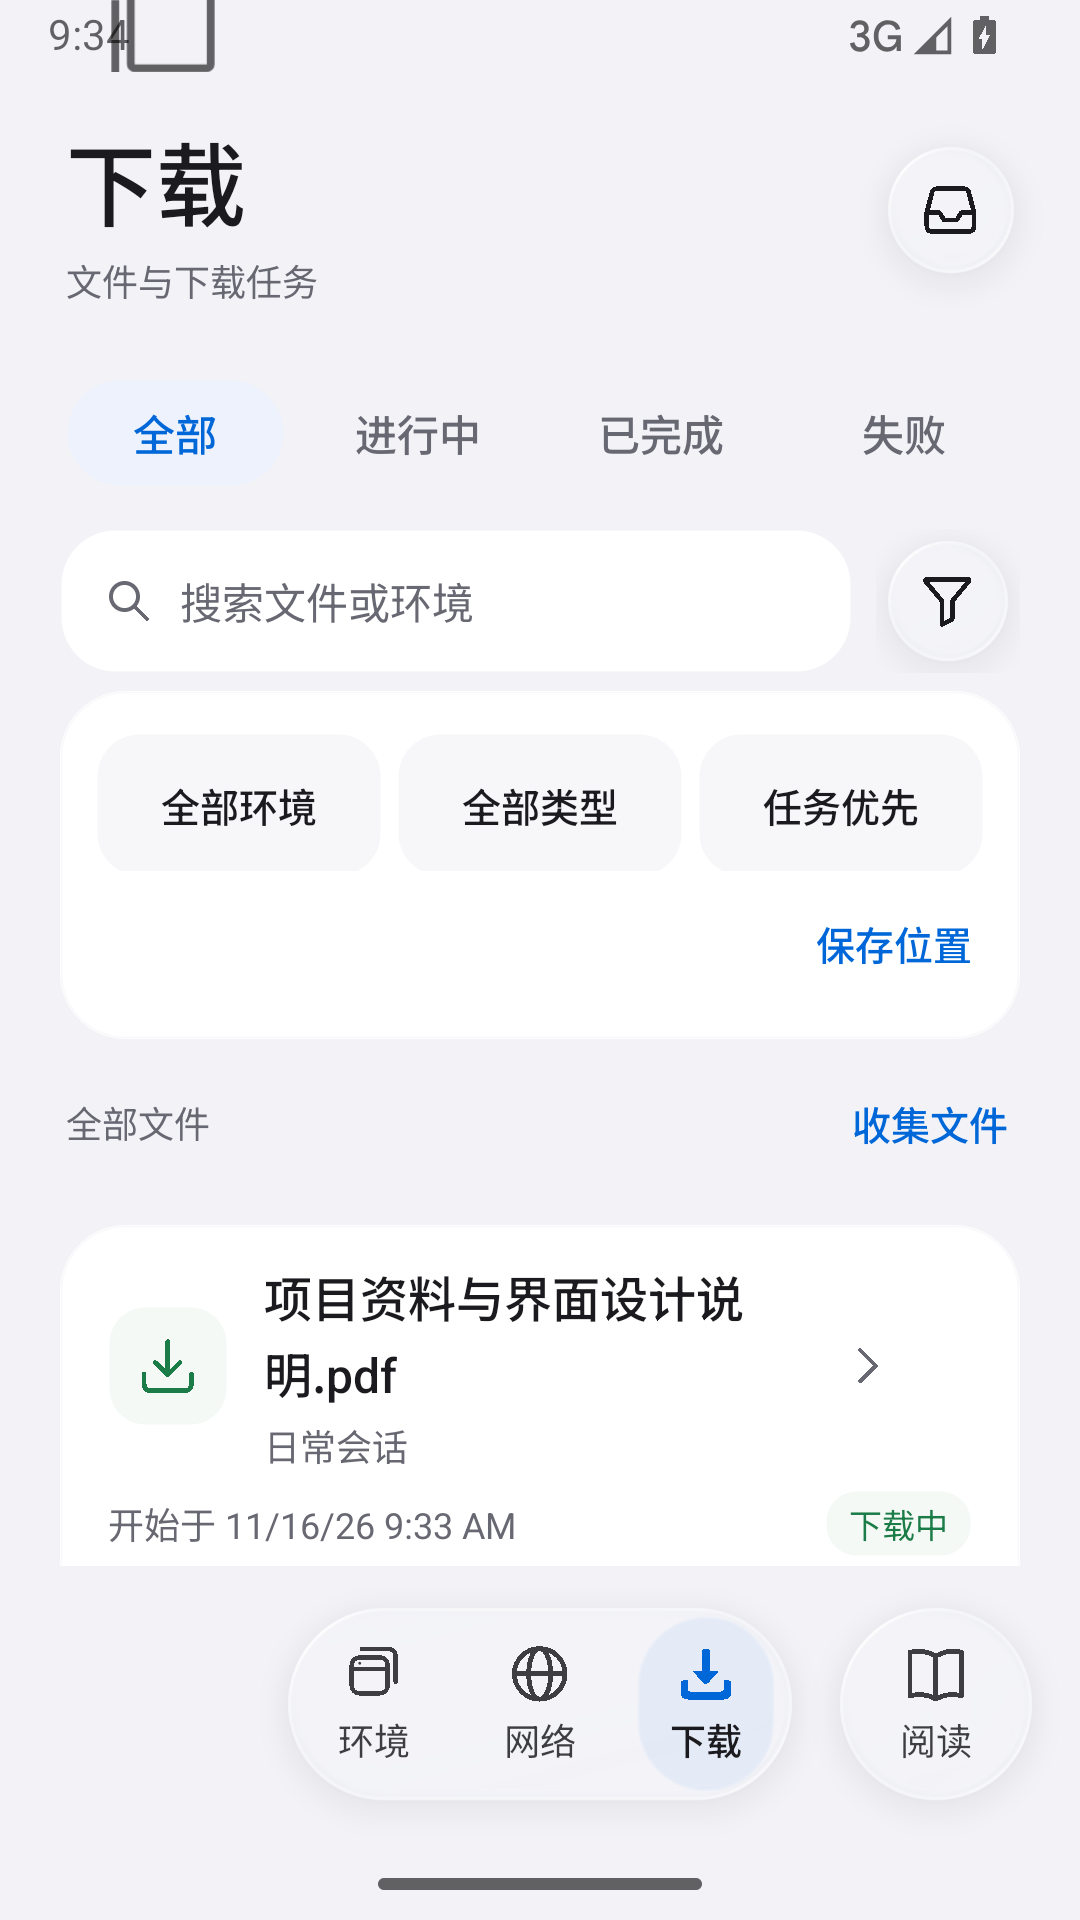 9:34
3G
下载
文件与下载任务
全部 进行中 已完成 失败
搜索文件或环境
全部环境 全部类型 任务优先
保存位置
全部文件 收集文件
项目资料与界面设计说
明.pdf
日常会话
开始于 11/16/26 9:33 AM 下载中
环境 网络 下载 阅读